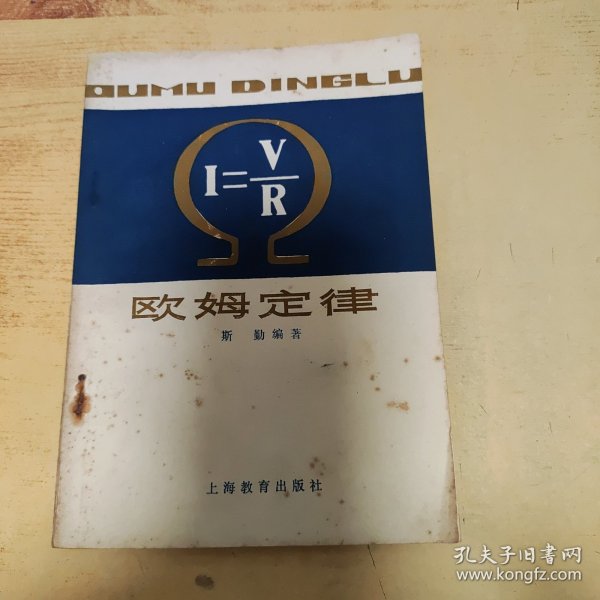 OUMU DINGLU
I=V/R
欧姆定律
斯 勤编著
上海教育出版社
孔夫子旧书网
www.kongfz.com